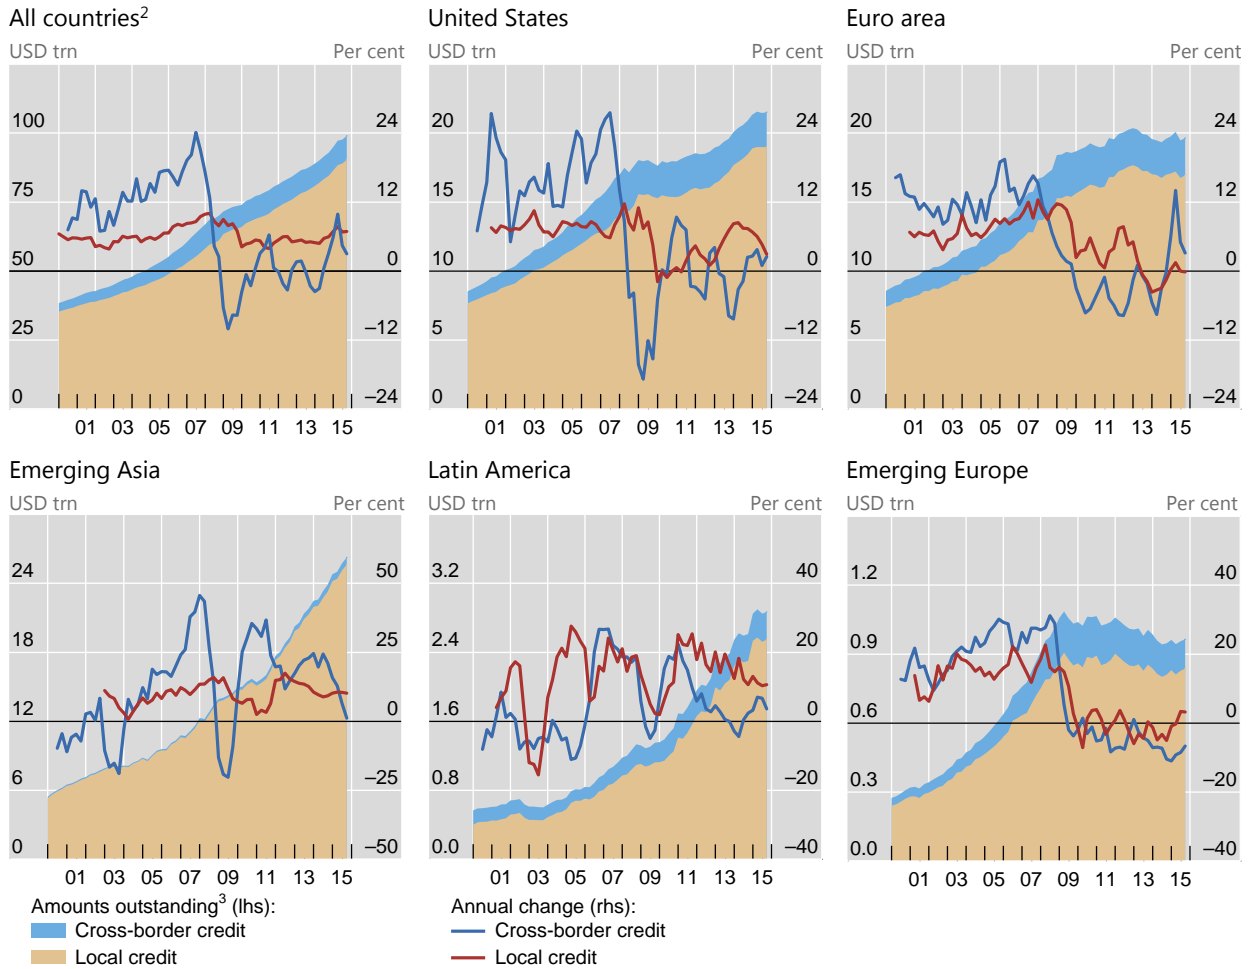 All countries2
USD trn Per cent
100 24
75 12
50 0
25 –12
0 –24
01 03 05 07 09 11 13 15
United States
USD trn Per cent
20 24
15 12
10 0
5 –12
0 –24
01 03 05 07 09 11 13 15
Euro area
USD trn Per cent
20 24
15 12
10 0
5 –12
0 –24
01 03 05 07 09 11 13 15
Emerging Asia
USD trn Per cent
24 50
18 25
12 0
6 –25
0 –50
01 03 05 07 09 11 13 15
Latin America
USD trn Per cent
3.2 40
2.4 20
1.6 0
0.8 –20
0.0 –40
01 03 05 07 09 11 13 15
Emerging Europe
USD trn Per cent
1.2 40
0.9 20
0.6 0
0.3 –20
0.0 –40
01 03 05 07 09 11 13 15
Amounts outstanding3 (lhs):
Cross-border credit
Local credit
Annual change (rhs):
Cross-border credit
Local credit